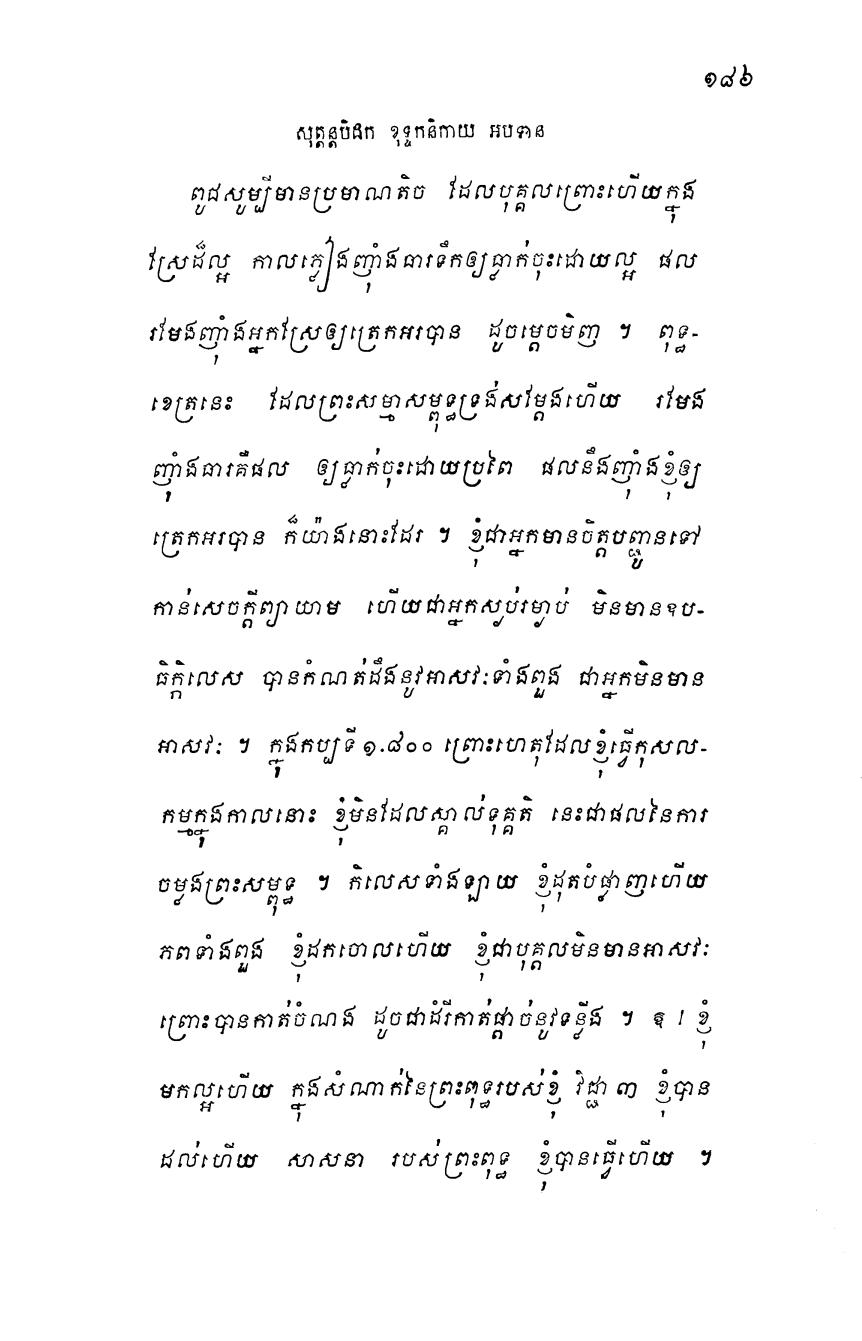 ១៨៦
សុត្តន្តបិដក ខុទ្ទកនិកាយ អបទាន
ពូជសូម្បីមានប្រមាណតិច ដែលបុគ្គលព្រោះហើយក្នុង
ស្រែដ៏ល្អ កាលភ្លៀងញ៉ាំងធារទឹកឲ្យធ្លាក់ចុះដោយល្អ ផល
រមែងញ៉ាំងអ្នកស្រែឲ្យត្រេកអរបាន ដូចម្តេចមិញ ។ ពុទ្ធ-
ខេត្រនេះ ដែលព្រះសម្មាសម្ពុទ្ធទ្រង់សម្តែងហើយ រមែង
ញ៉ាំងធារគឺផល ឲ្យធ្លាក់ចុះដោយប្រពៃ ផលនឹងញ៉ាំងខ្ញុំឲ្យ
ត្រេកអរបាន ក៏យ៉ាងនោះដែរ ។ ខ្ញុំជាអ្នកមានចិត្តបញ្ជូនទៅ
កាន់សេចក្តីព្យាយាម ហើយជាអ្នកស្ងប់រម្ងាប់ មិនមានឧប-
ធិក្កិលេស បានកំណត់ដឹងនូវអាសវៈទាំងពួង ជាអ្នកមិនមាន
អាសវៈ ។ ក្នុងកប្បទី ១.៨០០ ព្រោះហេតុដែលខ្ញុំធ្វើកុសល-
កម្មក្នុងកាលនោះ ខ្ញុំមិនដែលស្គាល់ទុគ្គតិ នេះជាផលនៃការ
ចម្លងព្រះសម្ពុទ្ធ ។ កិលេសទាំងឡាយ ខ្ញុំដុតបំផ្លាញហើយ
ភពទាំងពួង ខ្ញុំដកចោលហើយ ខ្ញុំជាបុគ្គលមិនមានអាសវៈ
ព្រោះបានកាត់ចំណង ដូចជាដំរីកាត់ផ្តាច់នូវទន្លីង ។ ឱ ! ខ្ញុំ
មកល្អហើយ ក្នុងសំណាក់នៃព្រះពុទ្ធរបស់ខ្ញុំ វិជ្ជា ៣ ខ្ញុំបាន
ដល់ហើយ សាសនា របស់ព្រះពុទ្ធ ខ្ញុំបានធ្វើហើយ ។